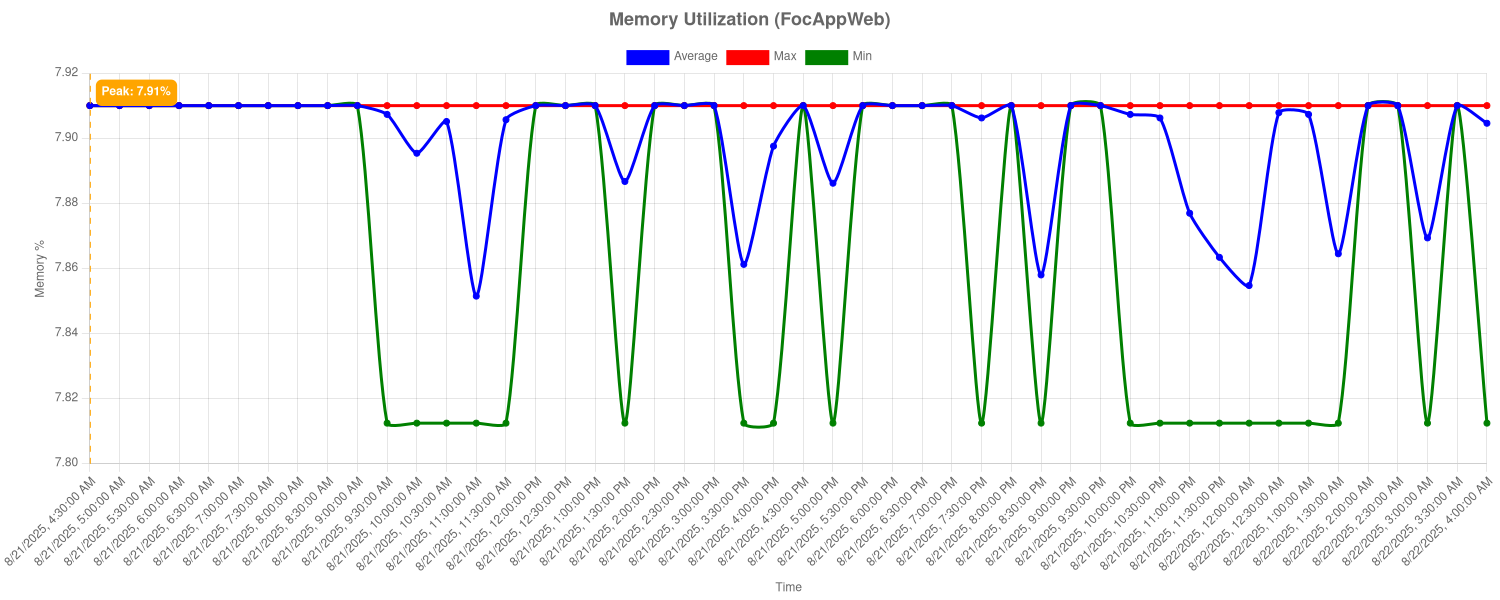 Memory Utilization (FocAppWeb)
Average Max Min
7.92
Peak: 7.91%
7.90
7.88
7.86
7.84
7.82
7.80
Memory %
8/21/2025, 4:30:00 AM
8/21/2025, 5:00:00 AM
8/21/2025, 5:30:00 AM
8/21/2025, 6:00:00 AM
8/21/2025, 6:30:00 AM
8/21/2025, 7:00:00 AM
8/21/2025, 7:30:00 AM
8/21/2025, 8:00:00 AM
8/21/2025, 8:30:00 AM
8/21/2025, 9:00:00 AM
8/21/2025, 9:30:00 AM
8/21/2025, 10:00:00 AM
8/21/2025, 10:30:00 AM
8/21/2025, 11:00:00 AM
8/21/2025, 11:30:00 AM
8/21/2025, 12:00:00 PM
8/21/2025, 12:30:00 PM
8/21/2025, 1:00:00 PM
8/21/2025, 1:30:00 PM
8/21/2025, 2:00:00 PM
8/21/2025, 2:30:00 PM
8/21/2025, 3:00:00 PM
8/21/2025, 3:30:00 PM
8/21/2025, 4:00:00 PM
8/21/2025, 4:30:00 PM
8/21/2025, 5:00:00 PM
8/21/2025, 5:30:00 PM
8/21/2025, 6:00:00 PM
8/21/2025, 6:30:00 PM
8/21/2025, 7:00:00 PM
8/21/2025, 7:30:00 PM
8/21/2025, 8:00:00 PM
8/21/2025, 8:30:00 PM
8/21/2025, 9:00:00 PM
8/21/2025, 9:30:00 PM
8/21/2025, 10:00:00 PM
8/21/2025, 10:30:00 PM
8/21/2025, 11:00:00 PM
8/21/2025, 11:30:00 PM
8/22/2025, 12:00:00 AM
8/22/2025, 12:30:00 AM
8/22/2025, 1:00:00 AM
8/22/2025, 1:30:00 AM
8/22/2025, 2:00:00 AM
8/22/2025, 2:30:00 AM
8/22/2025, 3:00:00 AM
8/22/2025, 3:30:00 AM
8/22/2025, 4:00:00 AM
Time